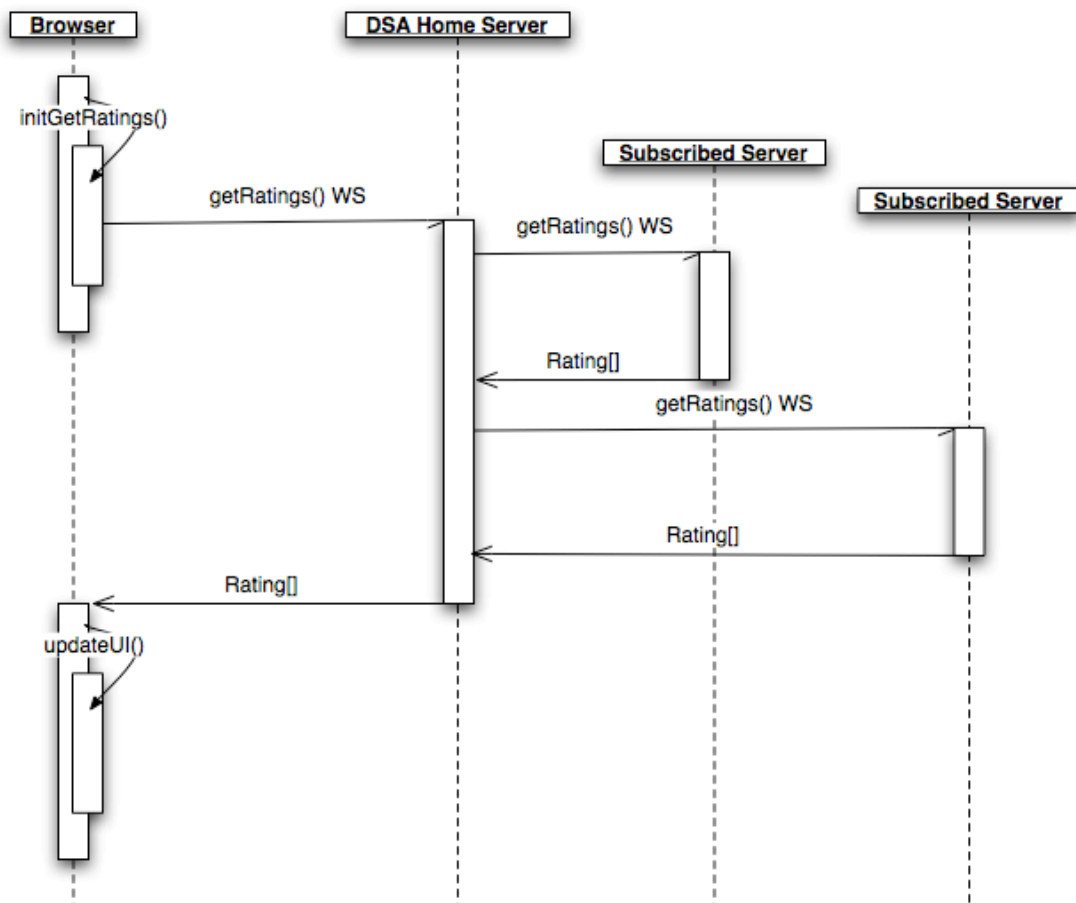 Browser
DSA Home Server
initGetRatings()
Subscribed Server
Subscribed Server
getRatings() WS
getRatings() WS
Rating[]
getRatings() WS
Rating[]
Rating[]
updateUI()